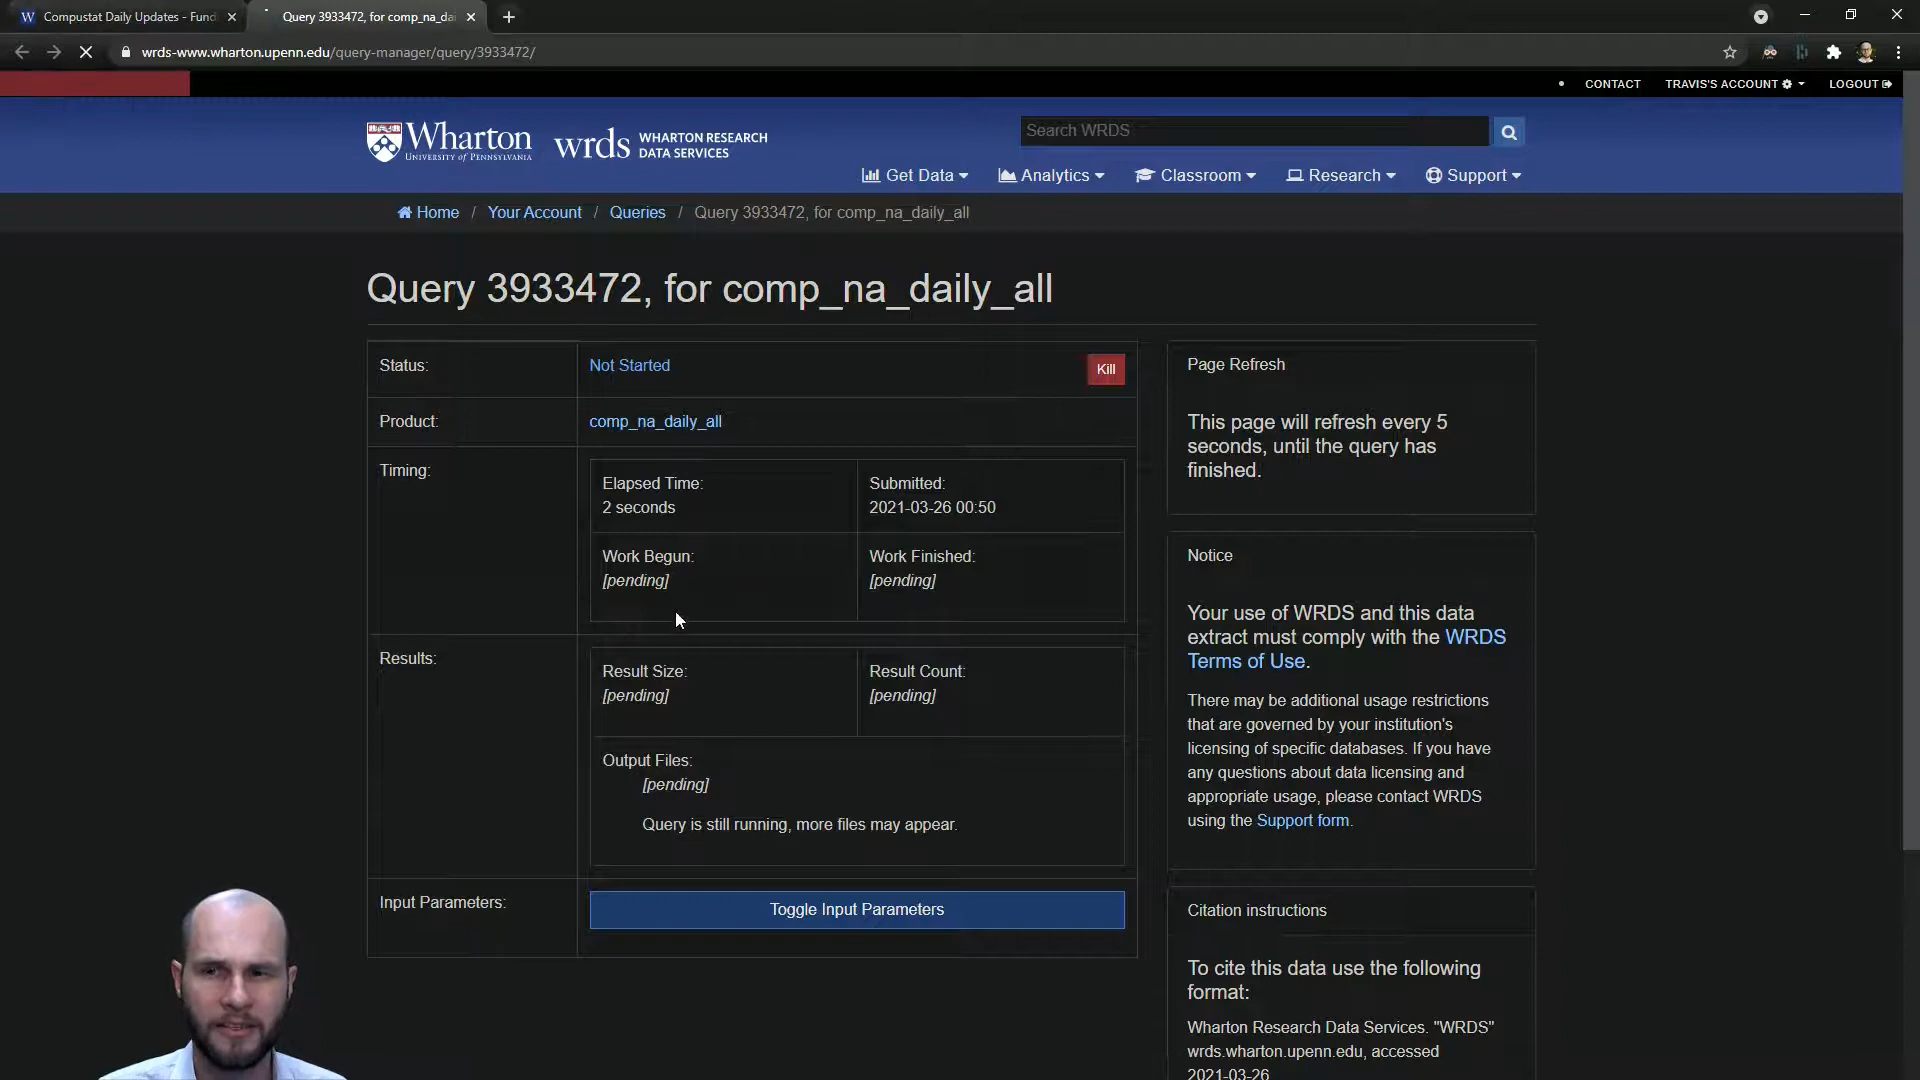 Compustat Daily Updates - Fund
Query 3933472, for comp_na_dai
wrds-www.wharton.upenn.edu/query-manager/query/3933472/
CONTACT
TRAVIS'S ACCOUNT
LOGOUT
Wharton
UNIVERSITY of PENNSYLVANIA
wrds
WHARTON RESEARCH
DATA SERVICES
Search WRDS
Get Data
Analytics
Classroom
Research
Support
Home / Your Account / Queries / Query 3933472, for comp_na_daily_all
Query 3933472, for comp_na_daily_all
Status:
Not Started
Kill
Product:
comp_na_daily_all
Timing:
Elapsed Time:
2 seconds
Submitted:
2021-03-26 00:50
Work Begun:
[pending]
Work Finished:
[pending]
Results:
Result Size:
[pending]
Result Count:
[pending]
Output Files:
[pending]
Query is still running, more files may appear.
Input Parameters:
Toggle Input Parameters
Page Refresh
This page will refresh every 5
seconds, until the query has
finished.
Notice
Your use of WRDS and this data
extract must comply with the WRDS
Terms of Use.
There may be additional usage restrictions
that are governed by your institution's
licensing of specific databases. If you have
any questions about data licensing and
appropriate usage, please contact WRDS
using the Support form.
Citation instructions
To cite this data use the following
format:
Wharton Research Data Services. "WRDS"
wrds.wharton.upenn.edu, accessed
2021-03-26